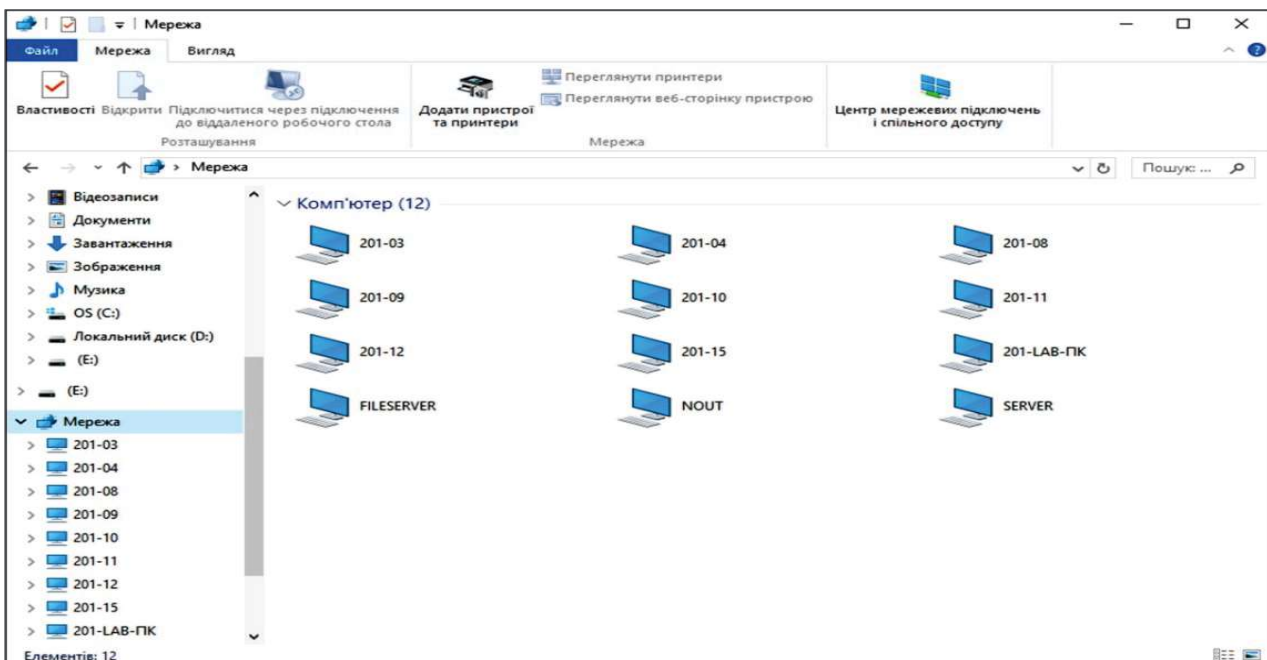 Мережа
Файл Мережа Вигляд
Властивості Відкрити Підключитися через підключення до віддаленого робочого стола
Розташування
Додати пристрої та принтери
Переглянути принтери
Переглянути веб-сторінку пристрою
Мережа
Центр мережевих підключень і спільного доступу
Мережа
Пошук: ...
Відеозаписи
Документи
Завантаження
Зображення
Музика
OS (C:)
Локальний диск (D:)
(E:)
(E:)
Мережа
201-03
201-04
201-08
201-09
201-10
201-11
201-12
201-15
201-LAB-ПК
Комп'ютер (12)
201-03 201-04 201-08
201-09 201-10 201-11
201-12 201-15 201-LAB-ПК
FILESERVER NOUT SERVER
Елементів: 12